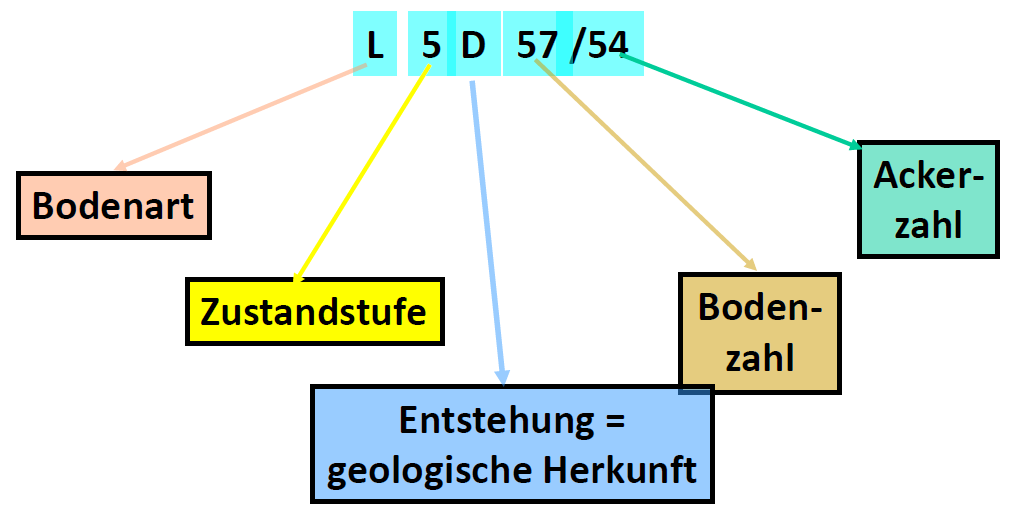 L 5 D 57 /54
Acker-
zahl
Bodenart
Zustandstufe
Boden-
zahl
Entstehung =
geologische Herkunft